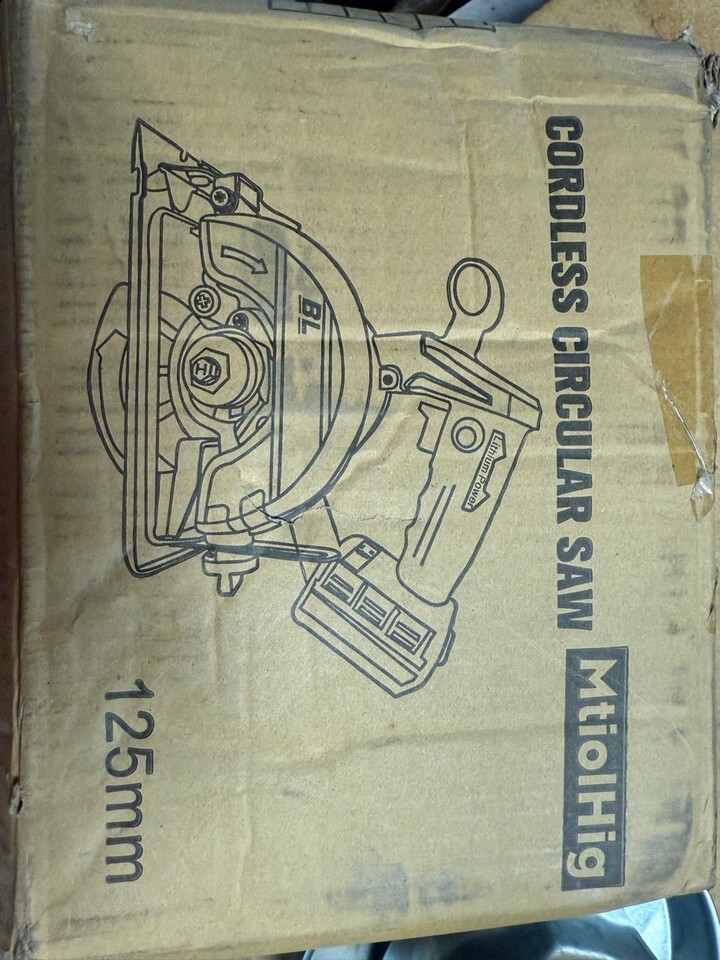 CORDLESS CIRCULAR SAW
MtiolHig
Lithium Power
BL
125mm